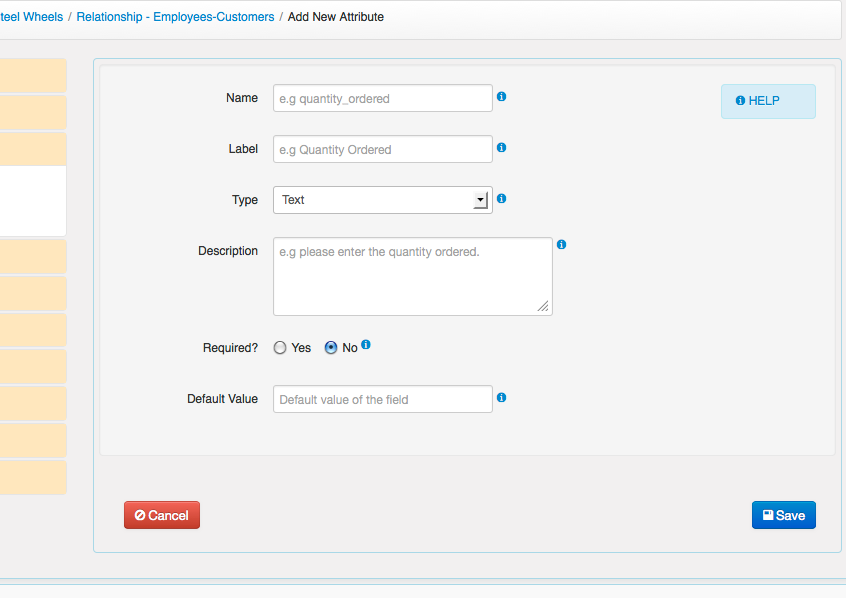 teel Wheels / Relationship - Employees-Customers / Add New Attribute
Name e.g quantity_ordered
HELP
Label e.g Quantity Ordered
Type Text
Description e.g please enter the quantity ordered.
Required? Yes No
Default Value Default value of the field
Cancel
Save